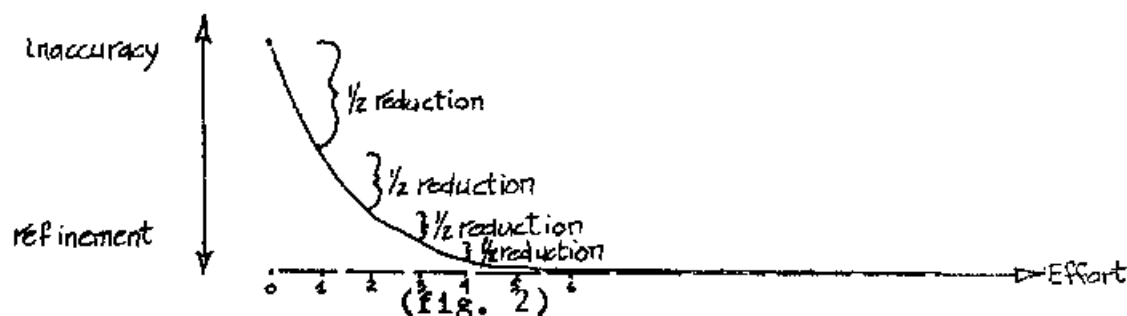 inaccuracy
½ reduction
½ reduction
½ reduction
½ reduction
refinement
0 1 2 3 4 5 6
Effort
(fig. 2)